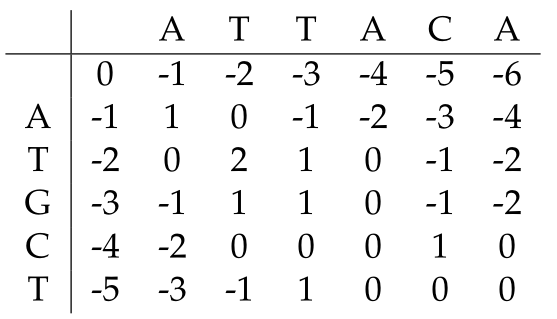 A T T A C A
0 -1 -2 -3 -4 -5 -6
A -1 1 0 -1 -2 -3 -4
T -2 0 2 1 0 -1 -2
G -3 -1 1 1 0 -1 -2
C -4 -2 0 0 0 1 0
T -5 -3 -1 1 0 0 0